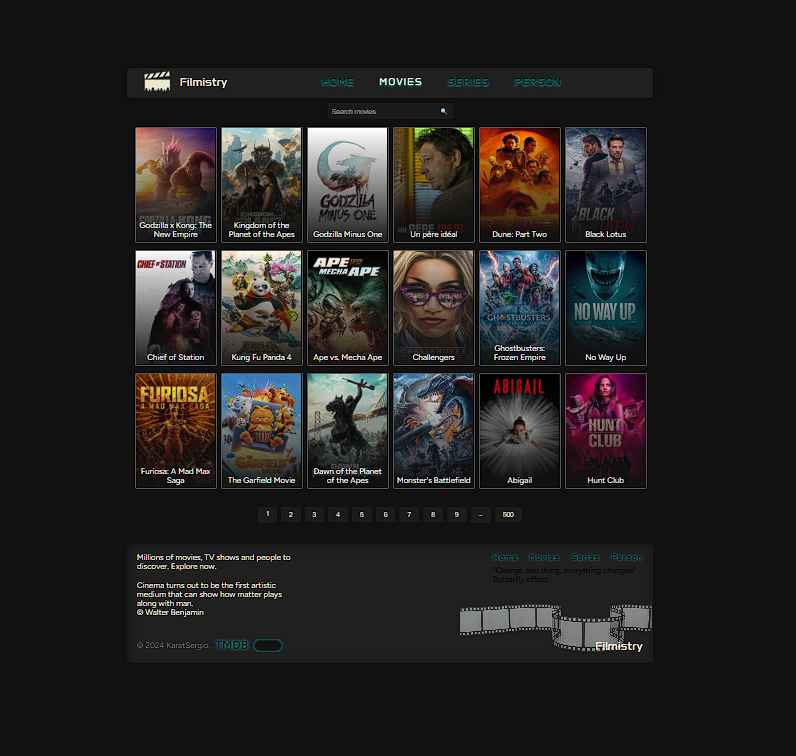 Filmistry
HOME MOVIES SERIES PERSON
Search movies
Godzilla x Kong: The
New Empire
Kingdom of the
Planet of the Apes
GODZILLA
MINUS ONE
Godzilla Minus One
Un père idéal
Dune: Part Two
BLACK
LOTUS
Black Lotus
CHIEF OF STATION
Chief of Station
Kung Fu Panda 4
APE VS
MECHA APE
Ape vs. Mecha Ape
Challengers
GHOSTBUSTERS
Ghostbusters:
Frozen Empire
NO WAY UP
No Way Up
FURIOSA
A MAD MAX SAGA
Furiosa: A Mad Max
Saga
GARFIELD
The Garfield Movie
Dawn of the Planet
of the Apes
Monster's Battlefield
ABIGAIL
Abigail
HUNT
CLUB
Hunt Club
1 2 3 4 5 6 7 8 9 – 500
Millions of movies, TV shows and people to
discover. Explore now.
Cinema turns out to be the first artistic
medium that can show how matter plays
along with man.
© Walter Benjamin
© 2024 KaratSergio. TMDB
Home Movies Series Person
"Change one thing, everything changes"
Butterfly effect
Filmistry